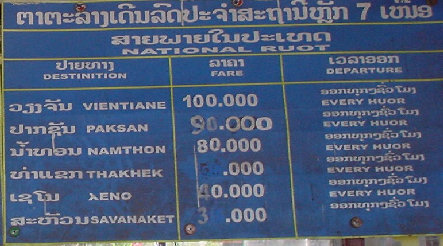 ຕາຕະລາງເດີນລົດປະຈຳສະຖານີຫຼັກ 7 ເໜືອ
ສາຍພາຍໃນປະເທດ
NATIONAL RUOT
ປາຍທາງ ລາຄາ ເວລາອອກ
DESTINITION FARE DEPARTURE
ວຽງຈັນ VIENTIANE 100.000 ອອກທຸກໆຊົ່ວໂມງ EVERY HUOR
ປາກຊັນ PAKSAN 90.000 ອອກທຸກໆຊົ່ວໂມງ EVERY HUOR
ນ້ຳທອນ NAMTHON 80.000 ອອກທຸກໆຊົ່ວໂມງ EVERY HUOR
ທ່າແຂກ THAKHEK .000 ອອກທຸກໆຊົ່ວໂມງ EVERY HUOR
ເຊໂນ XENO 40.000 ອອກທຸກໆຊົ່ວໂມງ EVERY HUOR
ສະຫວັນ SAVANAKET 3 .000 ອອກທຸກໆຊົ່ວໂມງ